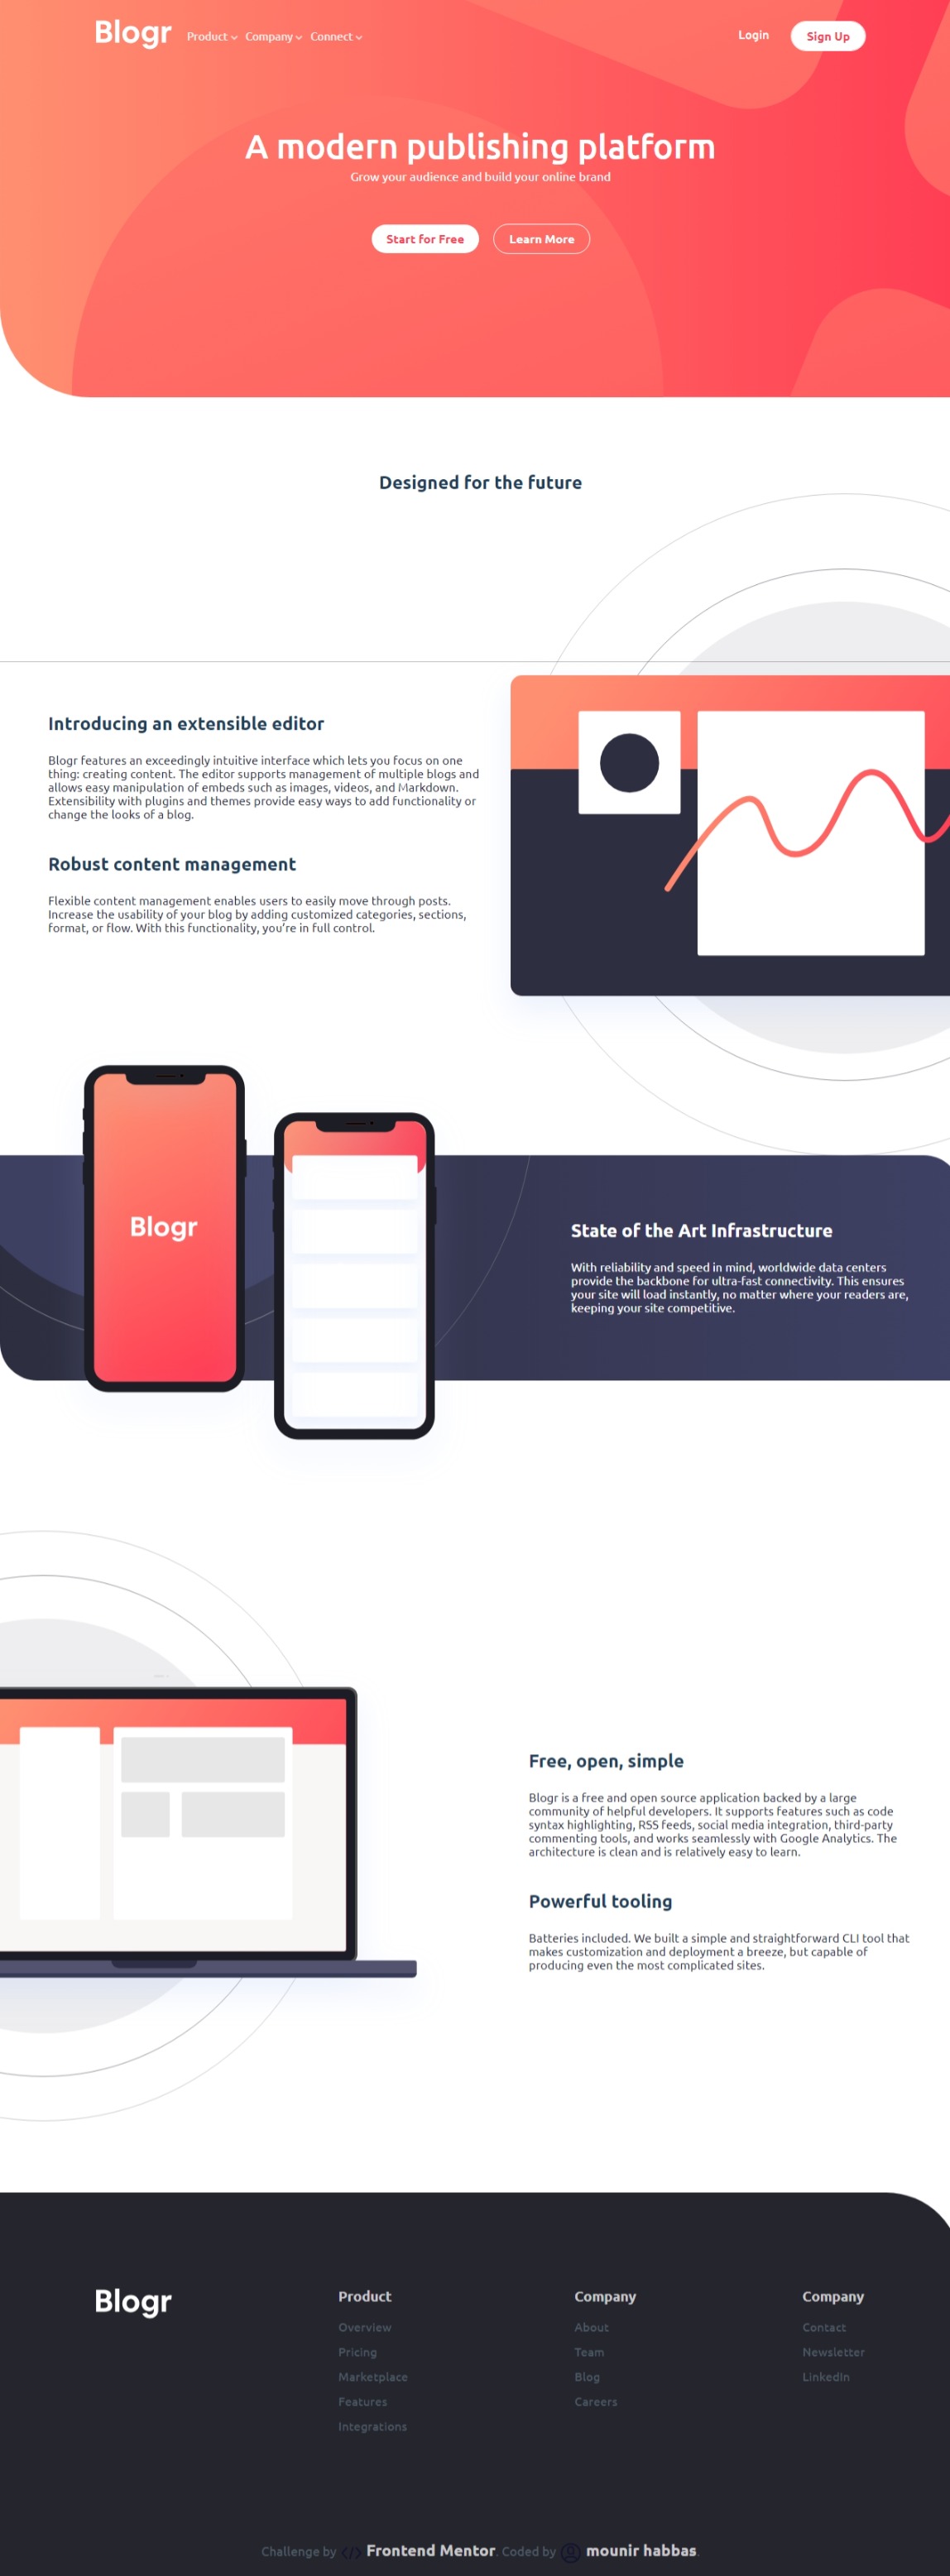 Blogr Product Company Connect Login Sign Up
A modern publishing platform
Grow your audience and build your online brand
Start for Free Learn More
Designed for the future
Introducing an extensible editor
Blogr features an exceedingly intuitive interface which lets you focus on one
thing: creating content. The editor supports management of multiple blogs and
allows easy manipulation of embeds such as images, videos, and Markdown.
Extensibility with plugins and themes provide easy ways to add functionality or
change the looks of a blog.
Robust content management
Flexible content management enables users to easily move through posts.
Increase the usability of your blog by adding customized categories, sections,
format, or flow. With this functionality, you’re in full control.
Blogr
State of the Art Infrastructure
With reliability and speed in mind, worldwide data centers
provide the backbone for ultra-fast connectivity. This ensures
your site will load instantly, no matter where your readers are,
keeping your site competitive.
Free, open, simple
Blogr is a free and open source application backed by a large
community of helpful developers. It supports features such as code
syntax highlighting, RSS feeds, social media integration, third-party
commenting tools, and works seamlessly with Google Analytics. The
architecture is clean and is relatively easy to learn.
Powerful tooling
Batteries included. We built a simple and straightforward CLI tool that
makes customization and deployment a breeze, but capable of
producing even the most complicated sites.
Blogr
Product
Overview
Pricing
Marketplace
Features
Integrations
Company
About
Team
Blog
Careers
Company
Contact
Newsletter
LinkedIn
Challenge by </> Frontend Mentor. Coded by mounir habbas.